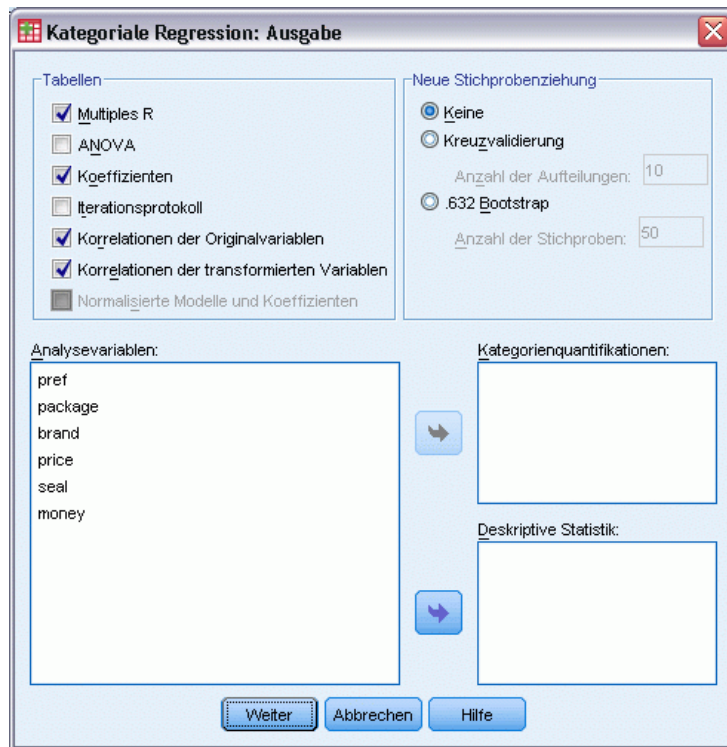 Kategoriale Regression: Ausgabe
Tabellen
Multiples R
ANOVA
Koeffizienten
Iterationsprotokoll
Korrelationen der Originalvariablen
Korrelationen der transformierten Variablen
Normalisierte Modelle und Koeffizienten
Neue Stichprobenziehung
Keine
Kreuzvalidierung
Anzahl der Aufteilungen: 10
.632 Bootstrap
Anzahl der Stichproben: 50
Analysevariablen:
pref
package
brand
price
seal
money
Kategorienquantifikationen:
Deskriptive Statistik:
Weiter
Abbrechen
Hilfe